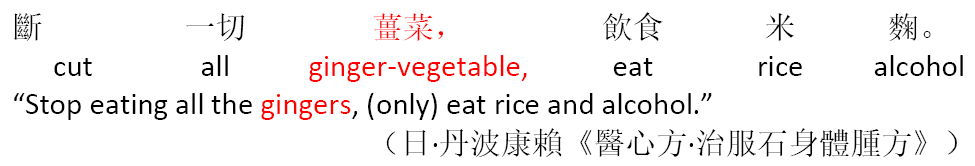 斷 一切 薑菜， 飲食 米 麴。
cut all ginger-vegetable, eat rice alcohol
“Stop eating all the gingers, (only) eat rice and alcohol.”
（日·丹波康賴《醫心方·治服石身體腫方》）